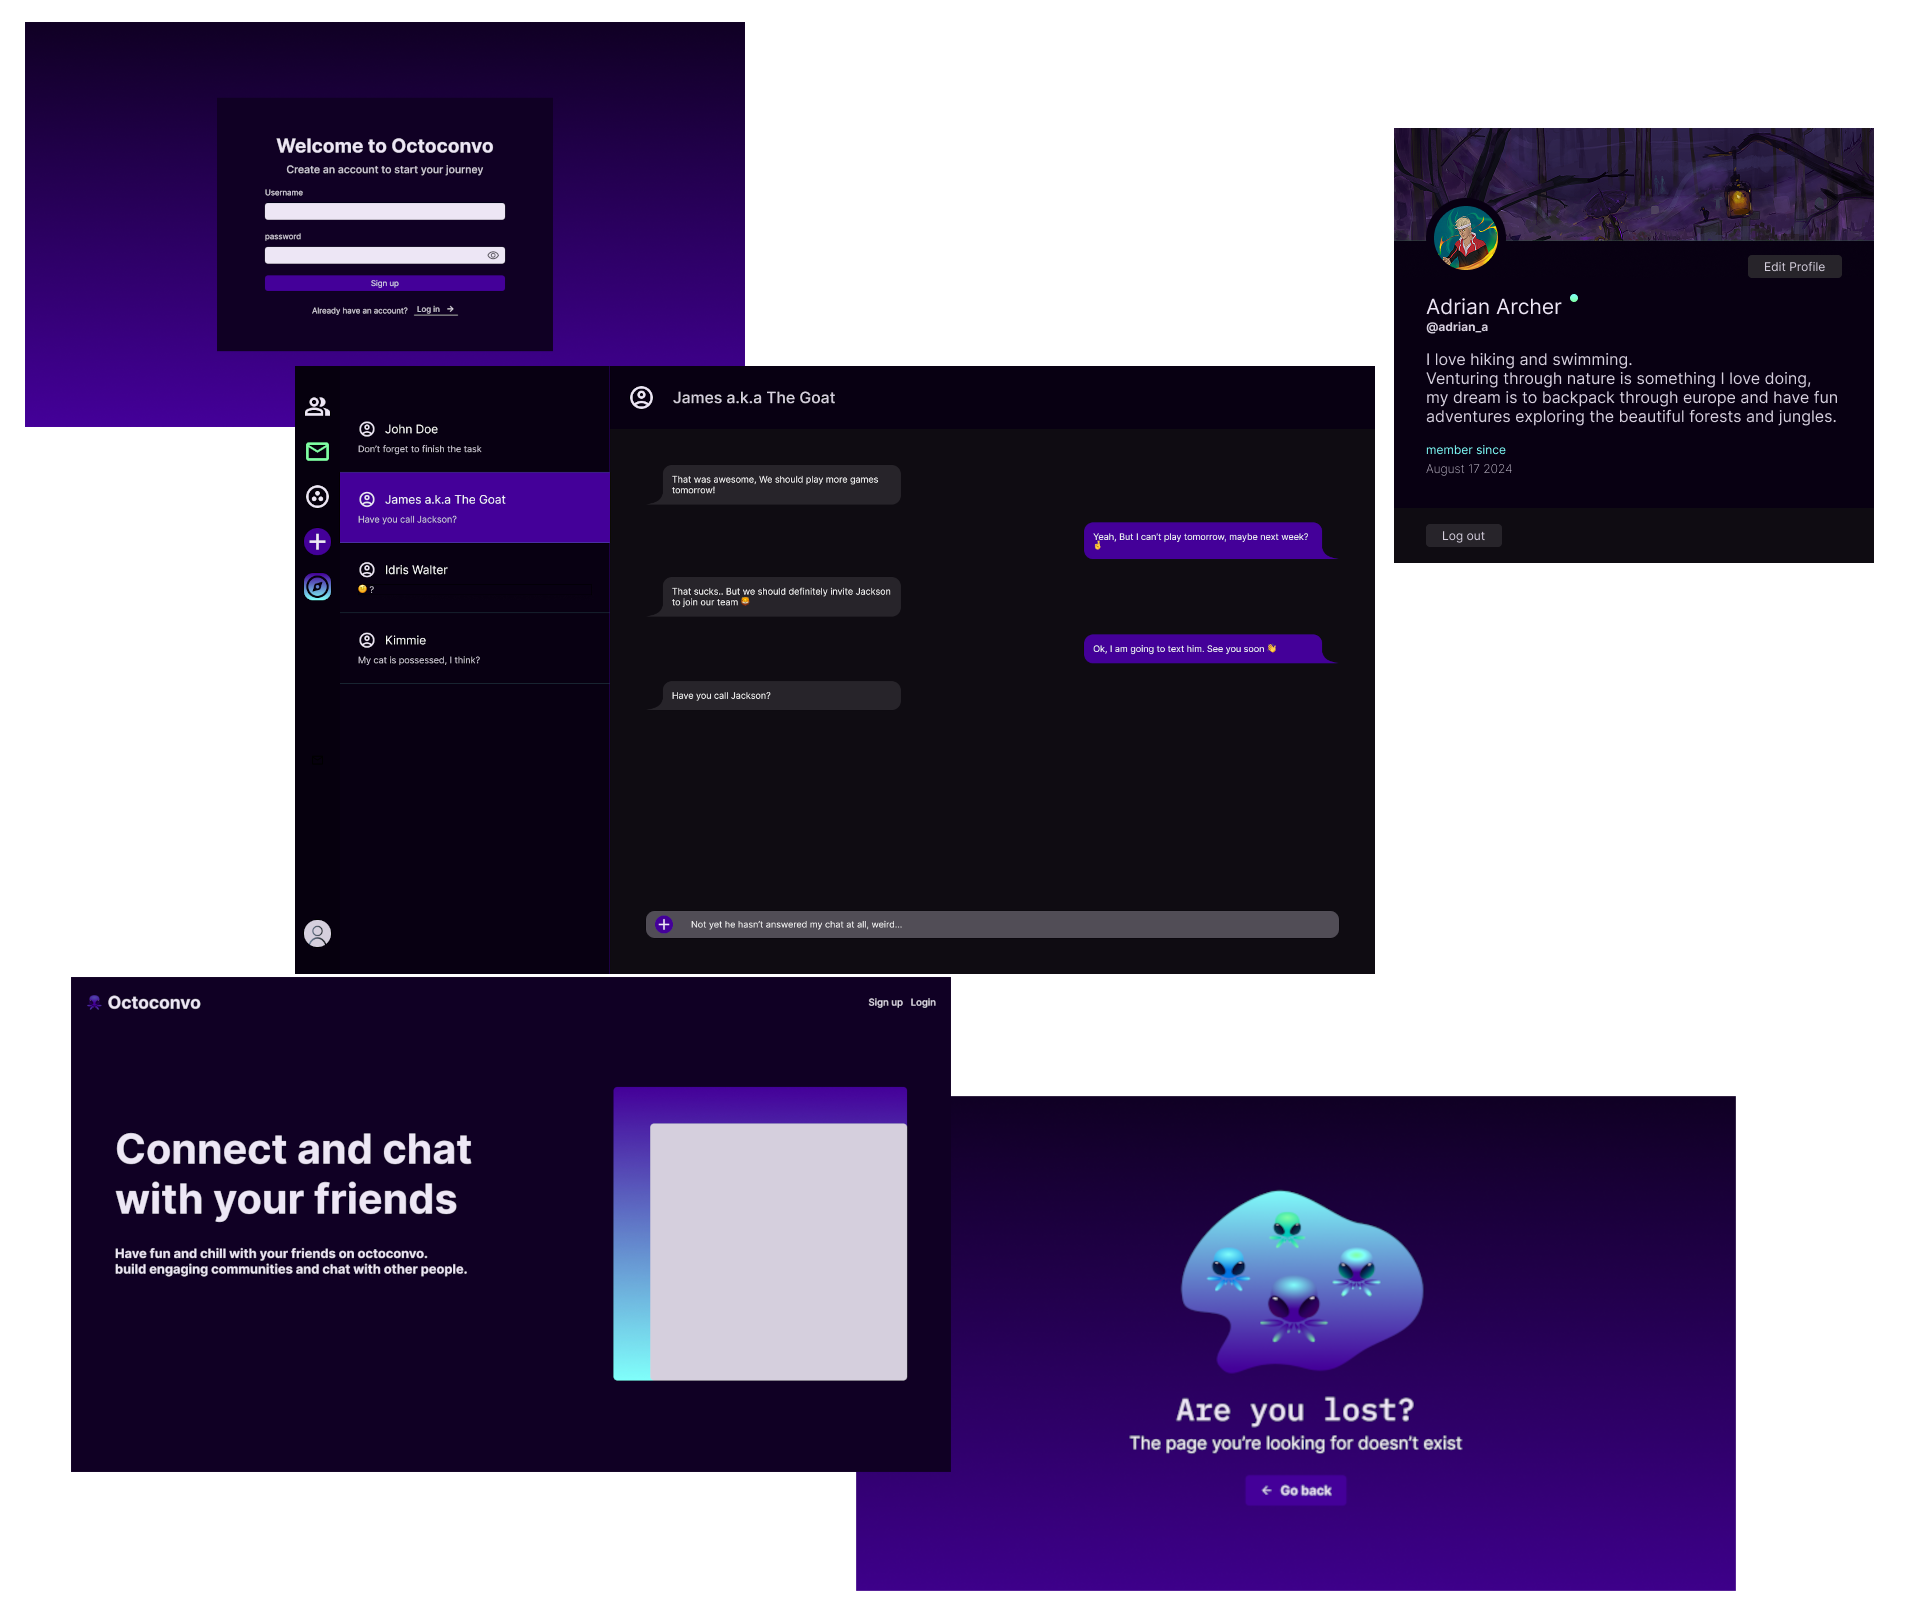 Welcome to Octoconvo
Create an account to start your journey
Username
password
Sign up
Already have an account? Log in →
Edit Profile
Adrian Archer
@adrian_a
I love hiking and swimming.
Venturing through nature is something I love doing,
my dream is to backpack through europe and have fun
adventures exploring the beautiful forests and jungles.
member since
August 17 2024
Log out
John Doe
Don't forget to finish the task
James a.k.a The Goat
Have you call Jackson?
Idris Walter
🤨 ?
Kimmie
My cat is possessed, I think?
James a.k.a The Goat
That was awesome, We should play more games
tomorrow!
Yeah, But I can't play tomorrow, maybe next week?
🤞
That sucks.. But we should definitely invite Jackson
to join our team
Ok, I am going to text him. See you soon 👋
Have you call Jackson?
Not yet he hasn't answered my chat at all, weird...
Octoconvo
Sign up Login
Connect and chat
with your friends
Have fun and chill with your friends on octoconvo.
build engaging communities and chat with other people.
Are you lost?
The page you're looking for doesn't exist
← Go back